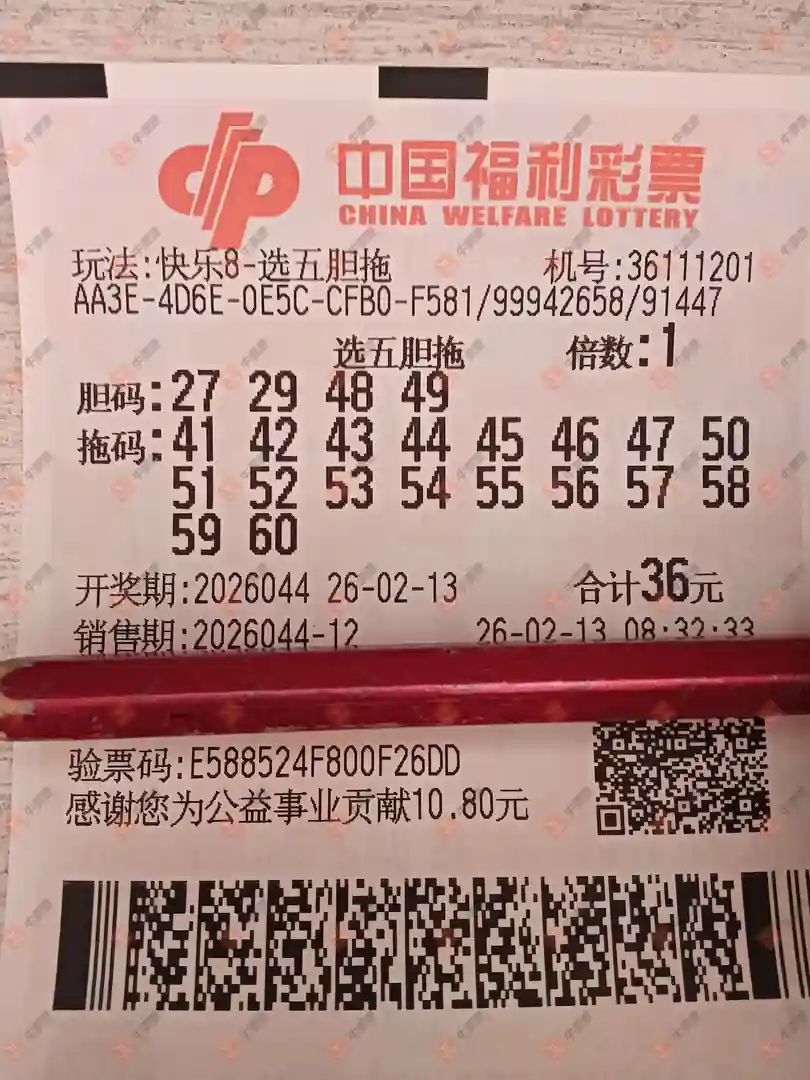 中国福利彩票
CHINA WELFARE LOTTERY
玩法:快乐8-选五胆拖 机号:36111201
AA3E-4D6E-0E5C-CFB0-F581/99942658/91447
选五胆拖 倍数:1
胆码:27 29 48 49
拖码:41 42 43 44 45 46 47 50
51 52 53 54 55 56 57 58
59 60
开奖期:2026044 26-02-13 合计36元
销售期:2026044-12 26-02-13 08:32:33
验票码:E588524F800F26DD
感谢您为公益事业贡献10.80元